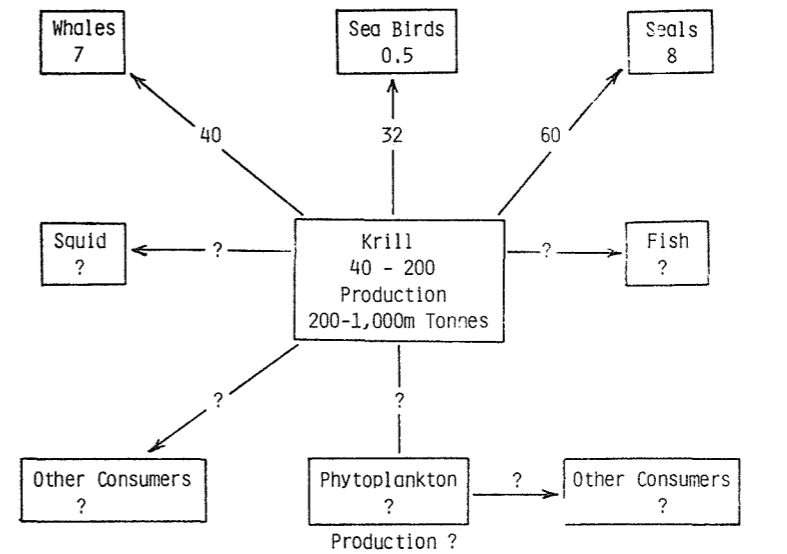 Whales
7
Sea Birds
0.5
Seals
8
40
32
60
Squid
?
?
Krill
40 - 200
Production
200-1,000m Tonnes
?
Fish
?
?
?
Other Consumers
?
Phytoplankton
?
Production ?
?
Other Consumers
?